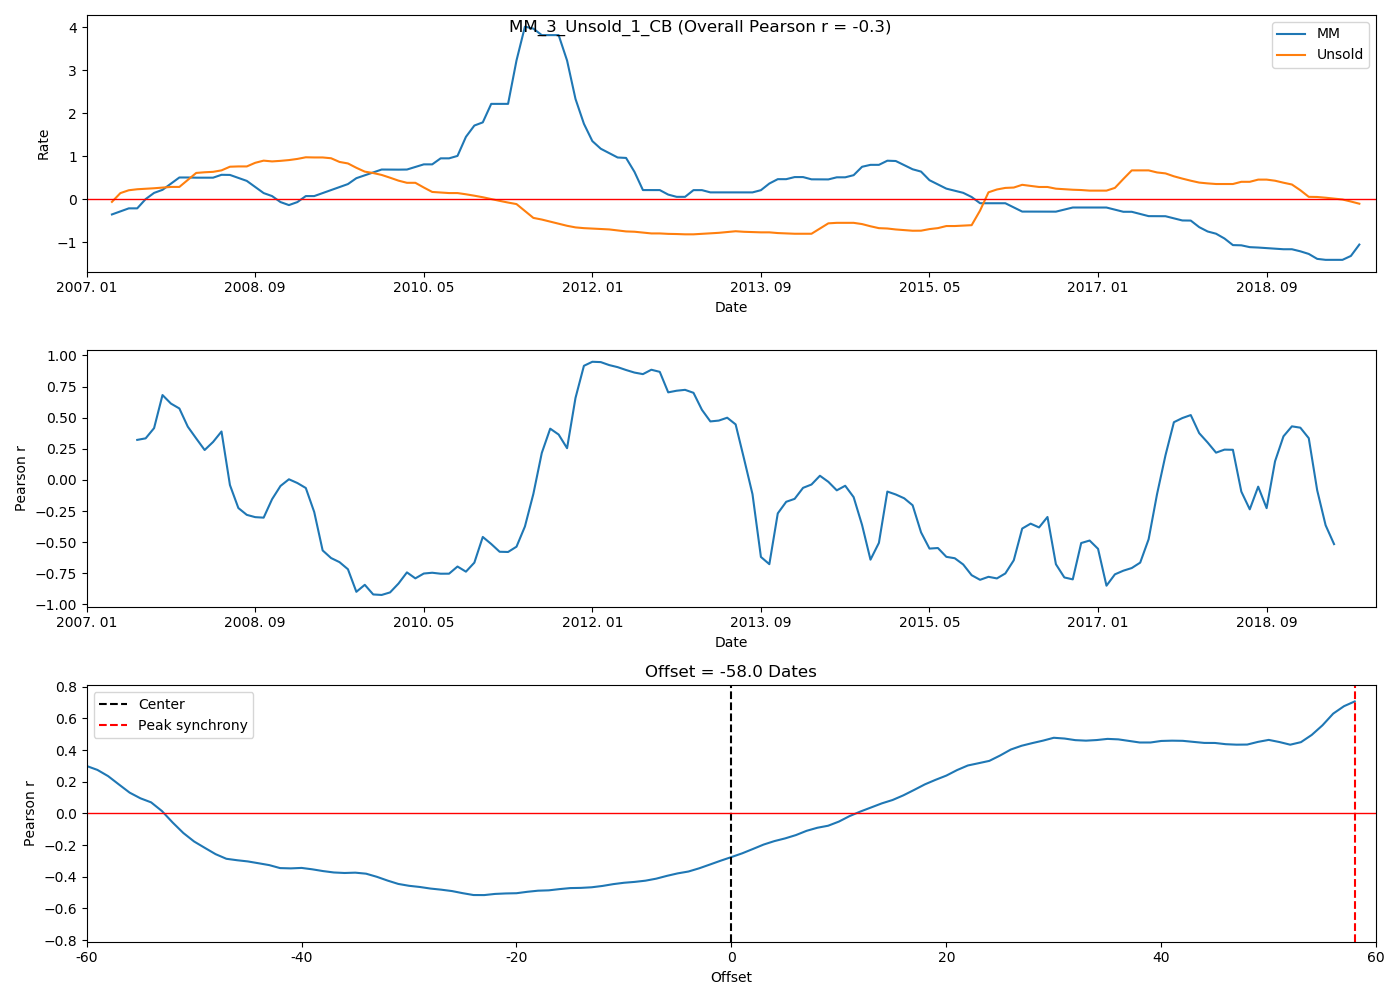 MM_3_Unsold_1_CB (Overall Pearson r = -0.3)
MM
Unsold
4
3
2
1
0
−1
Rate
2007. 01 2008. 09 2010. 05 2012. 01 2013. 09 2015. 05 2017. 01 2018. 09
Date
1.00
0.75
0.50
0.25
0.00
−0.25
−0.50
−0.75
−1.00
Pearson r
2007. 01 2008. 09 2010. 05 2012. 01 2013. 09 2015. 05 2017. 01 2018. 09
Date
Offset = -58.0 Dates
Center
Peak synchrony
0.8
0.6
0.4
0.2
0.0
−0.2
−0.4
−0.6
−0.8
Pearson r
-60 -40 -20 0 20 40 60
Offset